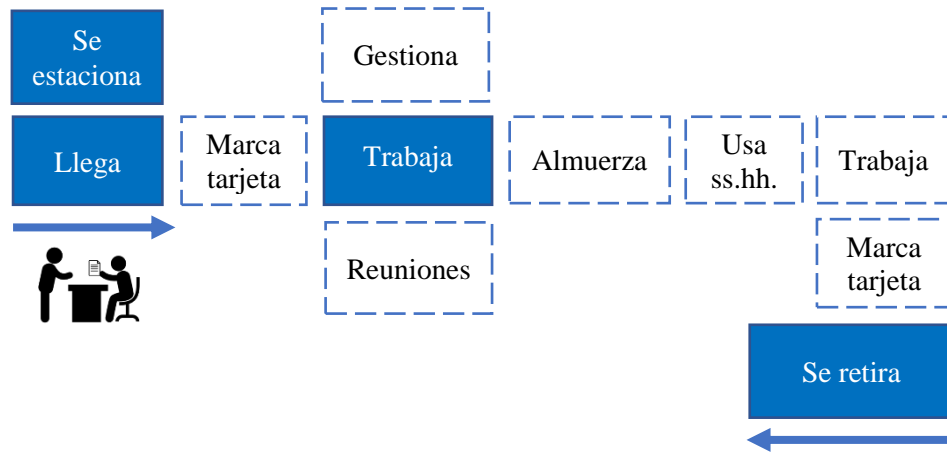 Se
estaciona
Gestiona
Llega
Marca
tarjeta
Trabaja
Almuerza
Usa
ss.hh.
Trabaja
Reuniones
Marca
tarjeta
Se retira